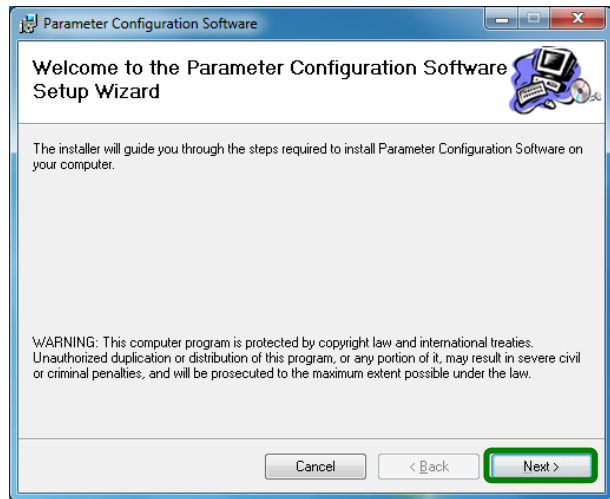 Parameter Configuration Software
Welcome to the Parameter Configuration Software
Setup Wizard
The installer will guide you through the steps required to install Parameter Configuration Software on
your computer.
WARNING: This computer program is protected by copyright law and international treaties.
Unauthorized duplication or distribution of this program, or any portion of it, may result in severe civil
or criminal penalties, and will be prosecuted to the maximum extent possible under the law.
Cancel < Back Next >